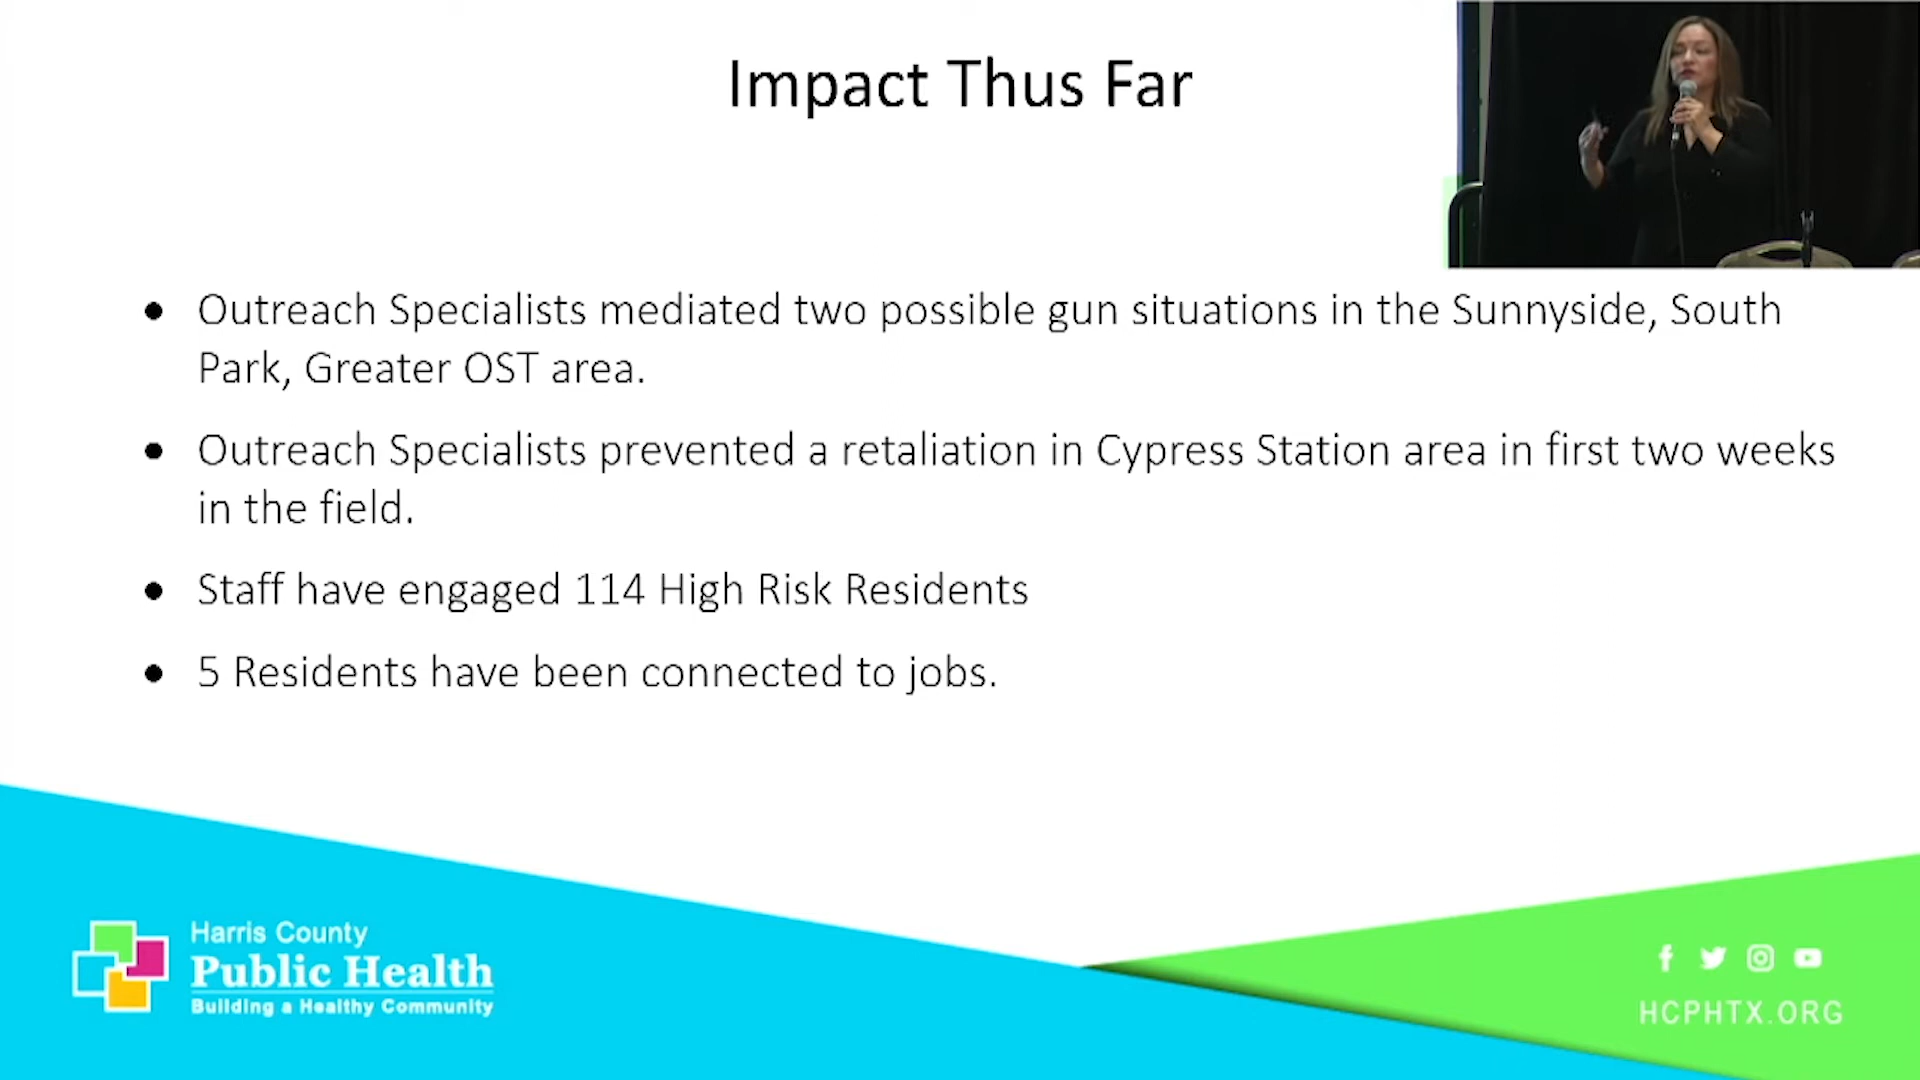 Impact Thus Far
• Outreach Specialists mediated two possible gun situations in the Sunnyside, South
Park, Greater OST area.
• Outreach Specialists prevented a retaliation in Cypress Station area in first two weeks
in the field.
• Staff have engaged 114 High Risk Residents
• 5 Residents have been connected to jobs.
Harris County
Public Health
Building a Healthy Community
HCPHTX.ORG